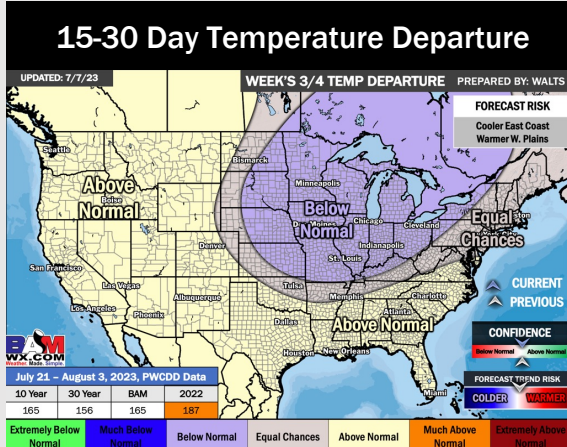 15-30 Day Temperature Departure
UPDATED: 7/7/23
WEEK'S 3/4 TEMP DEPARTURE
PREPARED BY: WALTS
FORECAST RISK
Cooler East Coast
Warmer W. Plains
Seattle
Bismarck
Above
Normal
Boise
Minneapolis
Below
Normal
Chicago
Cleveland
Equal
Chances
Denver
Indianapolis
St. Louis
San Francisco
Las Vegas
Tulsa
CURRENT
Los Angeles
Albuquerque
Memphis
Charlotte
PREVIOUS
Phoenix
Atlanta
Dallas
Above Normal
CONFIDENCE
Below Normal
Above Normal
Houston
New Orleans
BAM
WX.COM
Weather. Made. Simple.
July 21 – August 3, 2023, PWCDD Data
FORECAST TREND RISK
Miami
COLDER
WARMER
10 Year 30 Year BAM 2022
165 156 165 187
Extremely Below
Normal
Much Below
Normal
Below Normal
Equal Chances
Above Normal
Much Above
Normal
Extremely Above
Normal